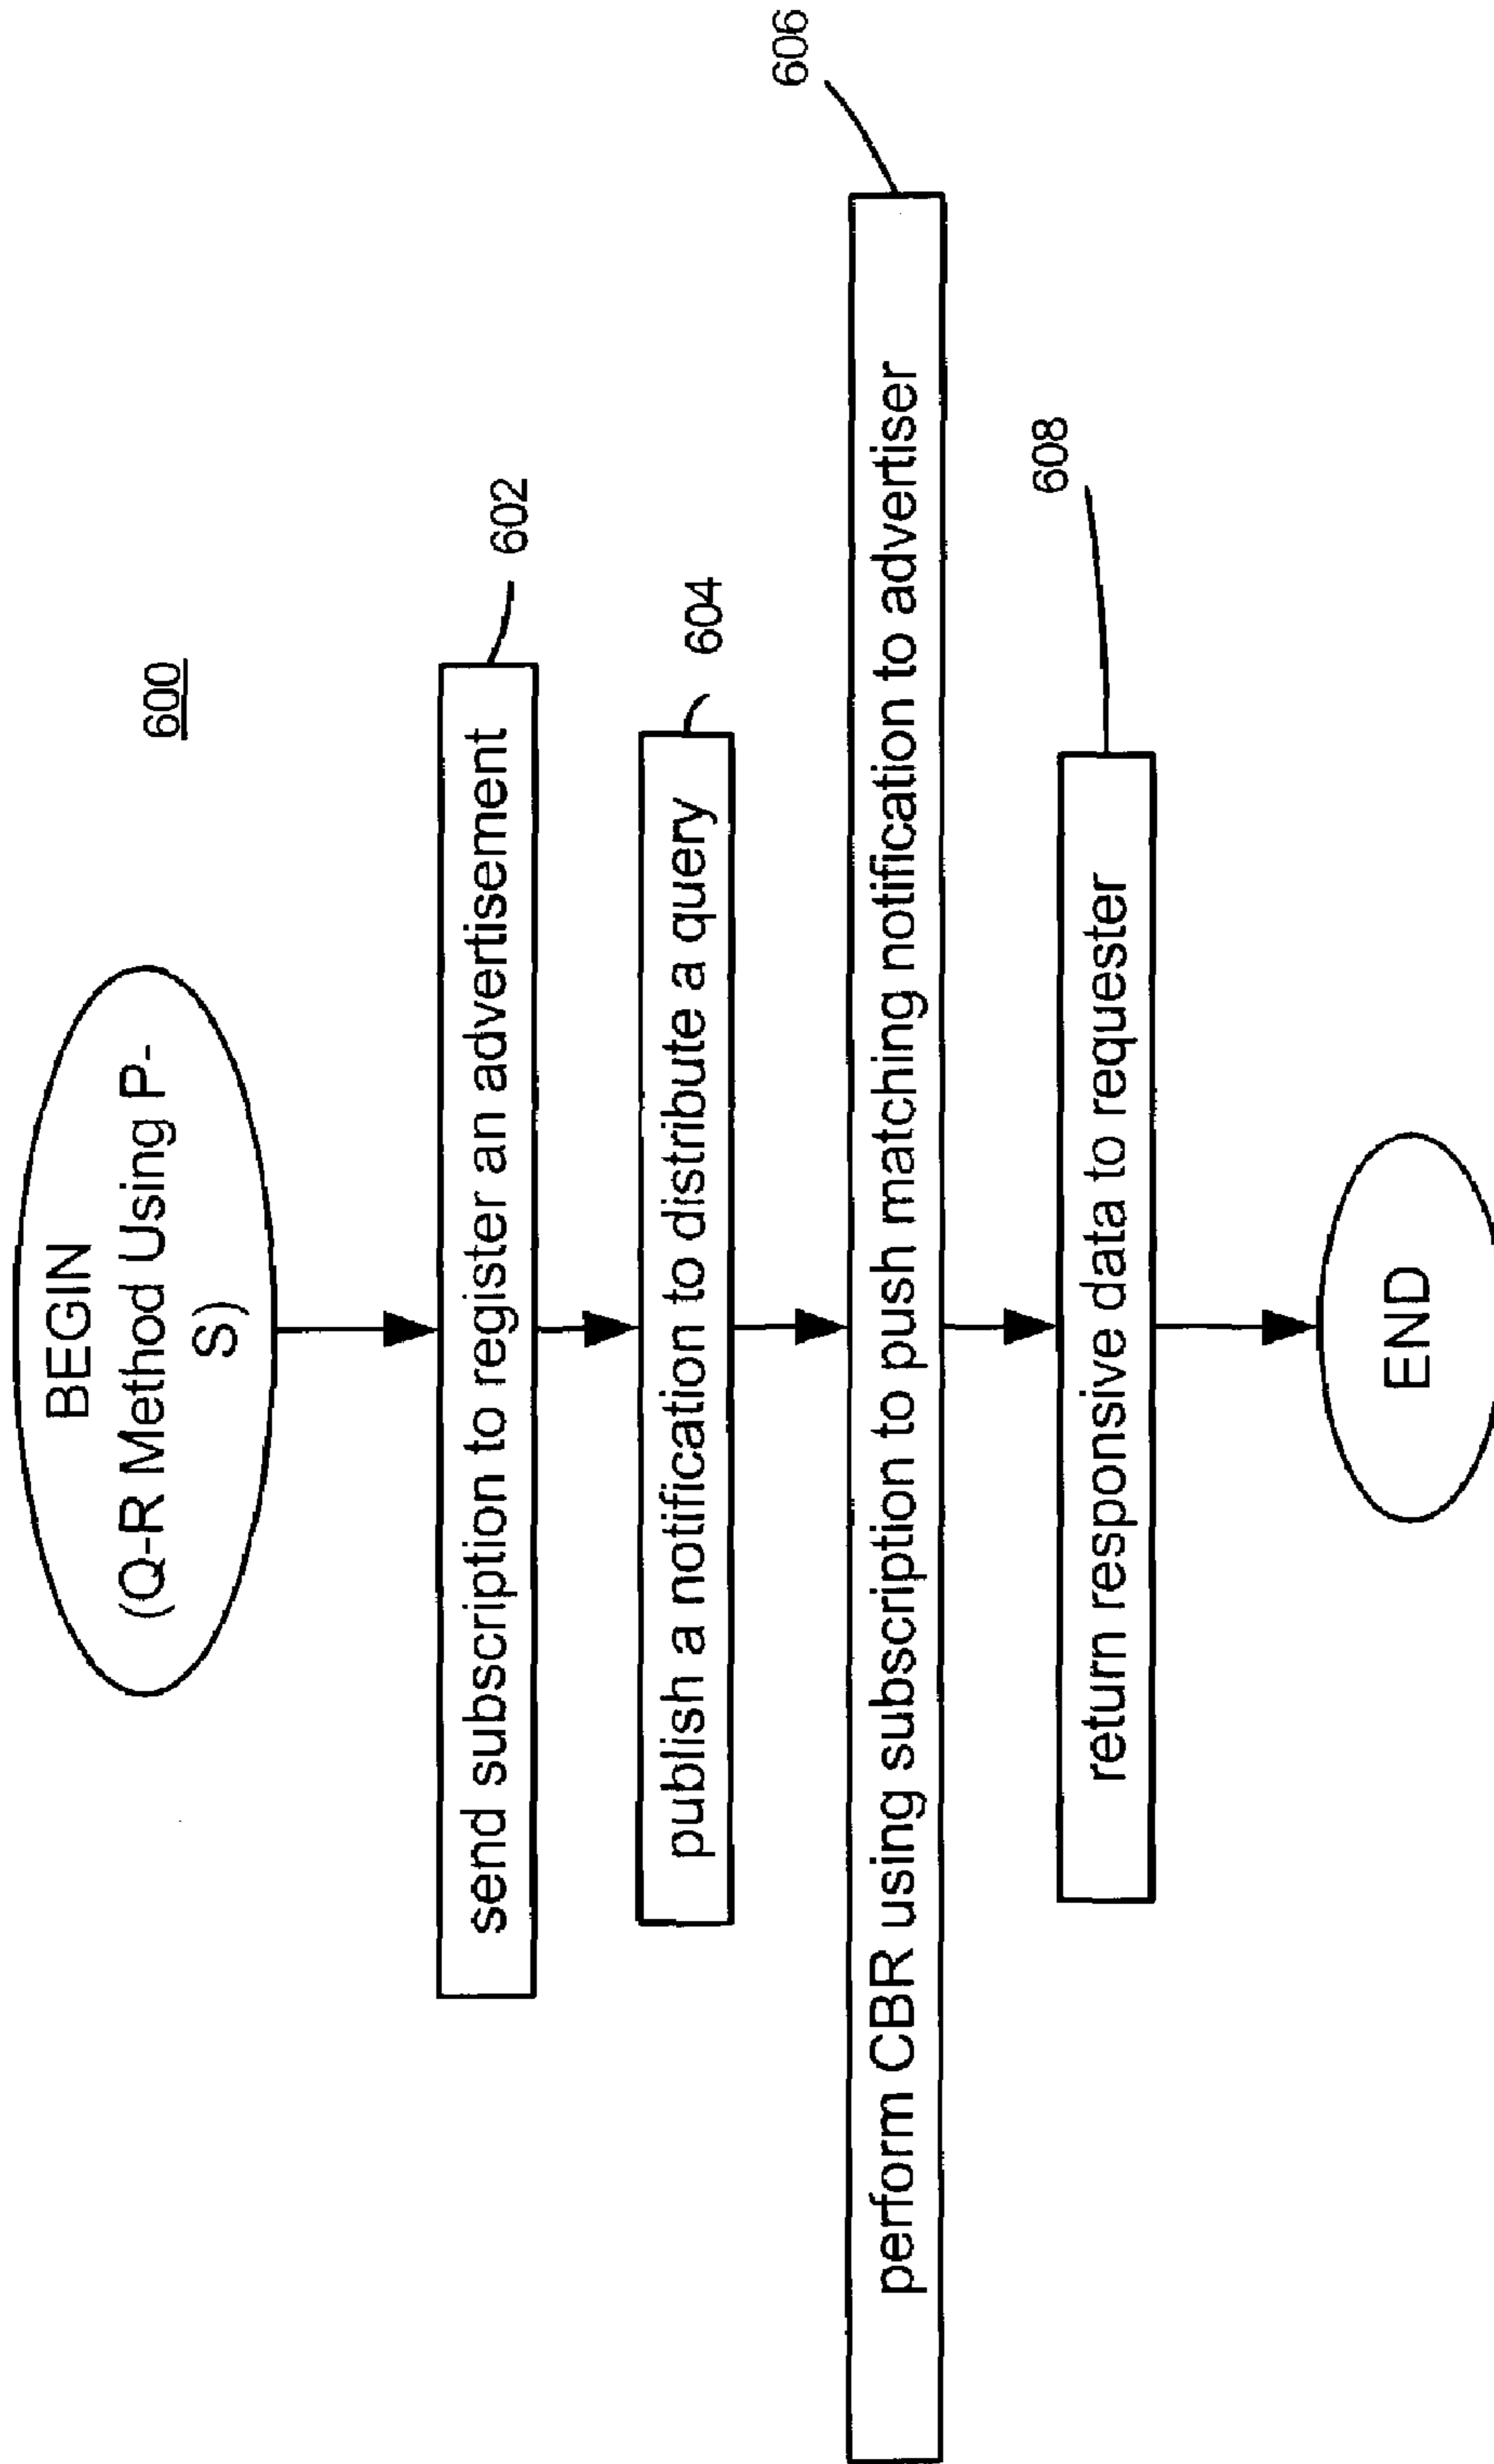 600
BEGIN
(Q-R Method Using P-
S)
send subscription to register an advertisement
602
publish a notification to distribute a query
604
perform CBR using subscription to push matching notification to advertiser
606
return responsive data to requester
608
END